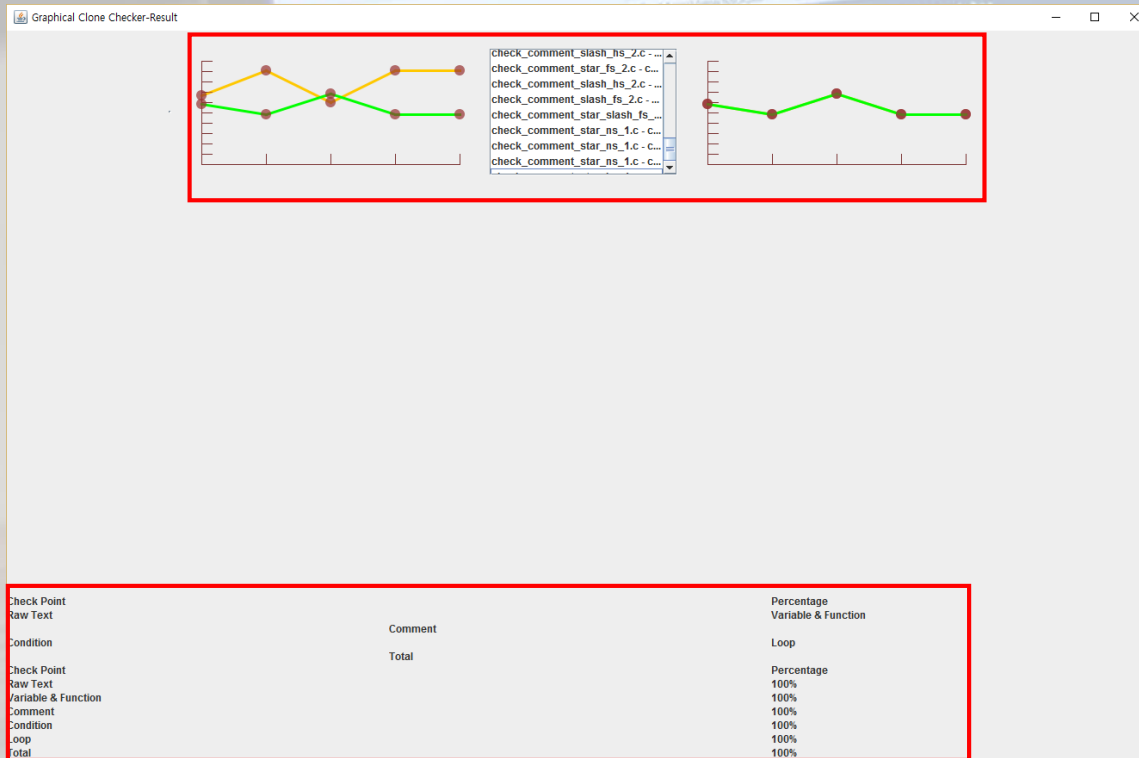 Graphical Clone Checker-Result
check_comment_slash_hs_2.c - ...
check_comment_star_fs_2.c - c...
check_comment_slash_hs_2.c - ...
check_comment_slash_fs_2.c - ...
check_comment_star_slash_fs_...
check_comment_star_ns_1.c - c...
check_comment_star_ns_1.c - c...
check_comment_star_ns_1.c - c...
Check Point Percentage
Raw Text Variable & Function
Comment
Condition Loop
Total
Check Point Percentage
Raw Text 100%
Variable & Function 100%
Comment 100%
Condition 100%
Loop 100%
Total 100%